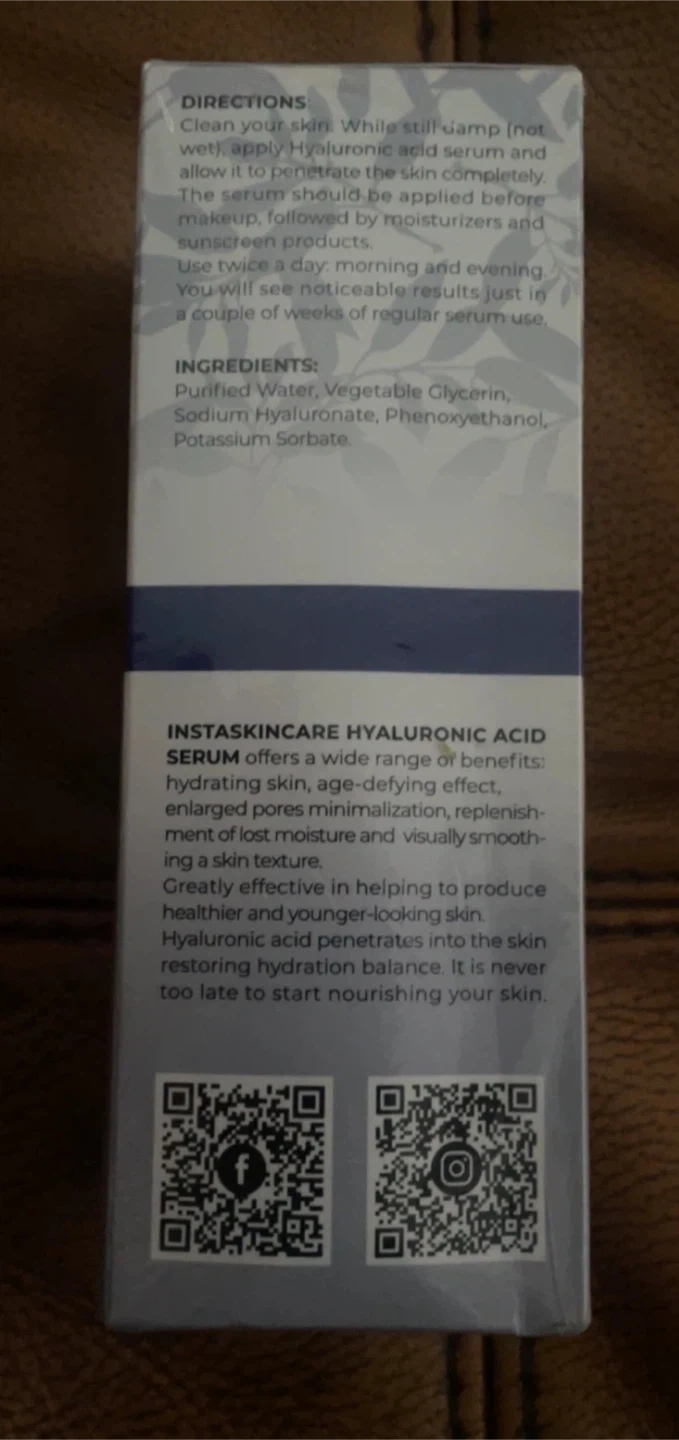 DIRECTIONS:
Clean your skin. While still damp (not
wet), apply Hyaluronic acid serum and
allow it to penetrate the skin completely.
The serum should be applied before
makeup, followed by moisturizers and
sunscreen products.
Use twice a day: morning and evening.
You will see noticeable results just in
a couple of weeks of regular serum use.
INGREDIENTS:
Purified Water, Vegetable Glycerin,
Sodium Hyaluronate, Phenoxyethanol,
Potassium Sorbate.
INSTASKINCARE HYALURONIC ACID
SERUM offers a wide range of benefits:
hydrating skin, age-defying effect,
enlarged pores minimalization, replenish-
ment of lost moisture and visually smooth-
ing a skin texture.
Greatly effective in helping to produce
healthier and younger-looking skin.
Hyaluronic acid penetrates into the skin
restoring hydration balance. It is never
too late to start nourishing your skin.